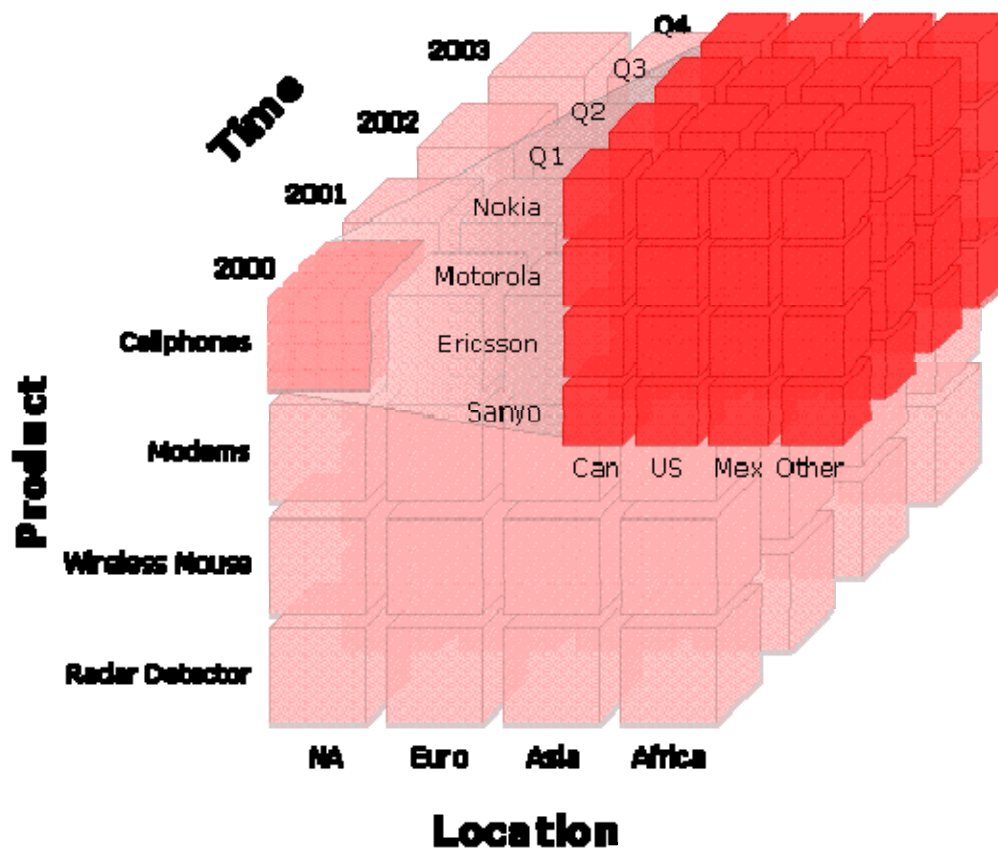 Q4
2003
Q3
Time
Q2
2002
Q1
2001
Nokia
2000
Motorola
Cellphones
Ericsson
Product
Sanyo
Modems
Can US Mex Other
Wireless Mouse
Radar Detector
NA Euro Asia Africa
Location